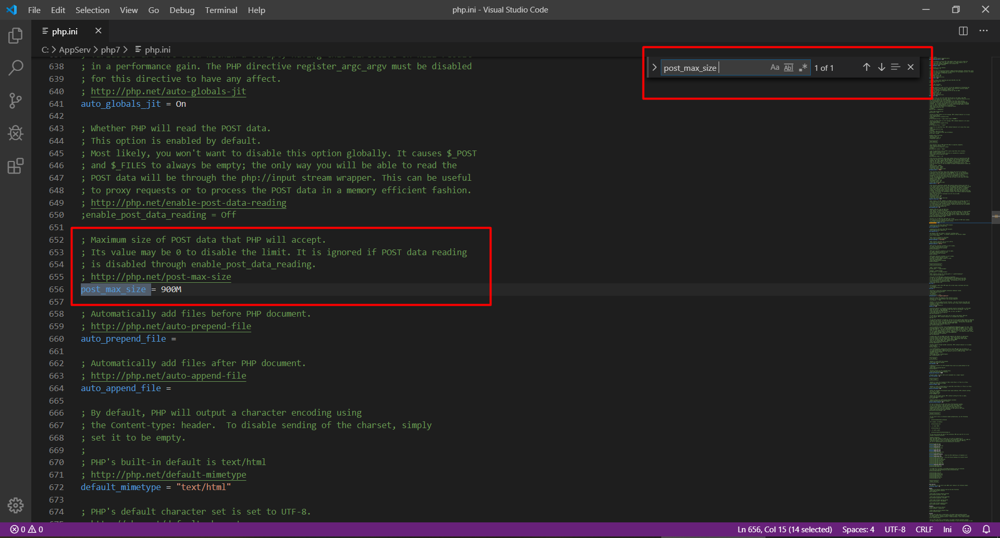 File Edit Selection View Go Debug Terminal Help
php.ini - Visual Studio Code
php.ini
C: > AppServ > php7 > php.ini
post_max_size
Aa Abl .* 1 of 1
638 ; in a performance gain. The PHP directive register_argc_argv must be disabled
639 ; for this directive to have any affect.
640 ; http://php.net/auto-globals-jit
641 auto_globals_jit = On
642
643 ; Whether PHP will read the POST data.
644 ; This option is enabled by default.
645 ; Most likely, you won't want to disable this option globally. It causes $_POST
646 ; and $_FILES to always be empty; the only way you will be able to read the
647 ; POST data will be through the php://input stream wrapper. This can be useful
648 ; to proxy requests or to process the POST data in a memory efficient fashion.
649 ; http://php.net/enable-post-data-reading
650 ;enable_post_data_reading = Off
651
652 ; Maximum size of POST data that PHP will accept.
653 ; Its value may be 0 to disable the limit. It is ignored if POST data reading
654 ; is disabled through enable_post_data_reading.
655 ; http://php.net/post-max-size
656 post_max_size = 900M
657
658 ; Automatically add files before PHP document.
659 ; http://php.net/auto-prepend-file
660 auto_prepend_file =
661
662 ; Automatically add files after PHP document.
663 ; http://php.net/auto-append-file
664 auto_append_file =
665
666 ; By default, PHP will output a character encoding using
667 ; the Content-type: header.  To disable sending of the charset, simply
668 ; set it to be empty.
669 ;
670 ; PHP's built-in default is text/html
671 ; http://php.net/default-mimetype
672 default_mimetype = "text/html"
673
674 ; PHP's default character set is set to UTF-8.
0 0
Ln 656, Col 15 (14 selected) Spaces: 4 UTF-8 CRLF Ini